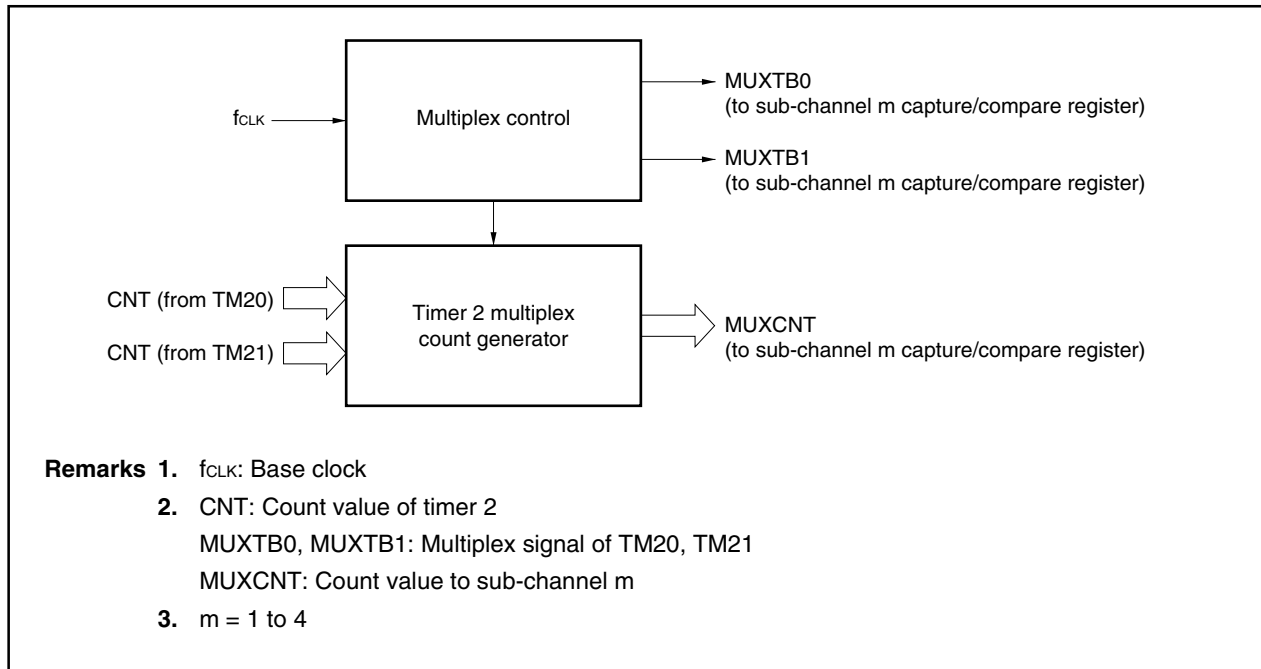 fCLK
Multiplex control
MUXTB0
(to sub-channel m capture/compare register)
MUXTB1
(to sub-channel m capture/compare register)
CNT (from TM20)
CNT (from TM21)
Timer 2 multiplex
count generator
MUXCNT
(to sub-channel m capture/compare register)
Remarks 1. fCLK: Base clock
2. CNT: Count value of timer 2
MUXTB0, MUXTB1: Multiplex signal of TM20, TM21
MUXCNT: Count value to sub-channel m
3. m = 1 to 4